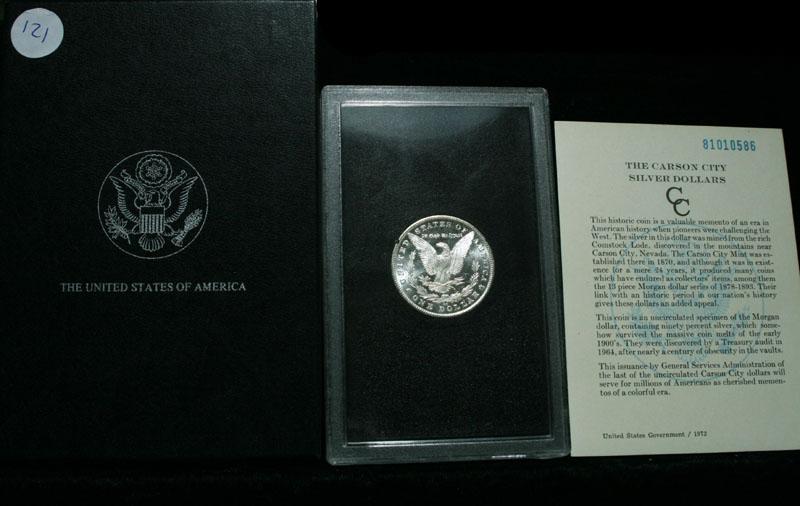 121
THE UNITED STATES OF AMERICA
UNITED STATES OF AMERICA
ONE DOLLAR
81010586
THE CARSON CITY
SILVER DOLLARS
CC
This historic coin is a valuable memento of an era in
American history when pioneers were challenging the
West. The silver in this dollar was mined from the rich
Comstock Lode, discovered in the mountains near
Carson City, Nevada. The Carson City Mint was es-
tablished there in 1870, and although it was in exist-
ence for a mere 24 years, it produced many coins
which have endured as collectors' items, among them
the 13 piece Morgan dollar series of 1878-1893. Their
link with an historic period in our nation's history
gives these dollars an added appeal.
This coin is an uncirculated specimen of the Morgan
dollar, containing ninety percent silver, which some-
how survived the massive coin melts of the early
1900's. They were discovered by a Treasury audit in
1964, after nearly a century of obscurity in the vaults.
This issuance by General Services Administration of
the last of the uncirculated Carson City dollars will
serve for millions of Americans as cherished memen-
tos of a colorful era.
United States Government / 1972